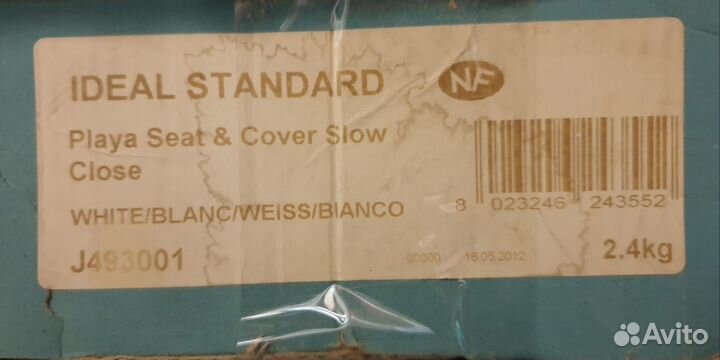 IDEAL STANDARD NF
Playa Seat & Cover Slow
Close
WHITE/BLANC/WEISS/BIANCO
8 023246 243552
J493001 00000 16.05.2012 2.4kg
Avito